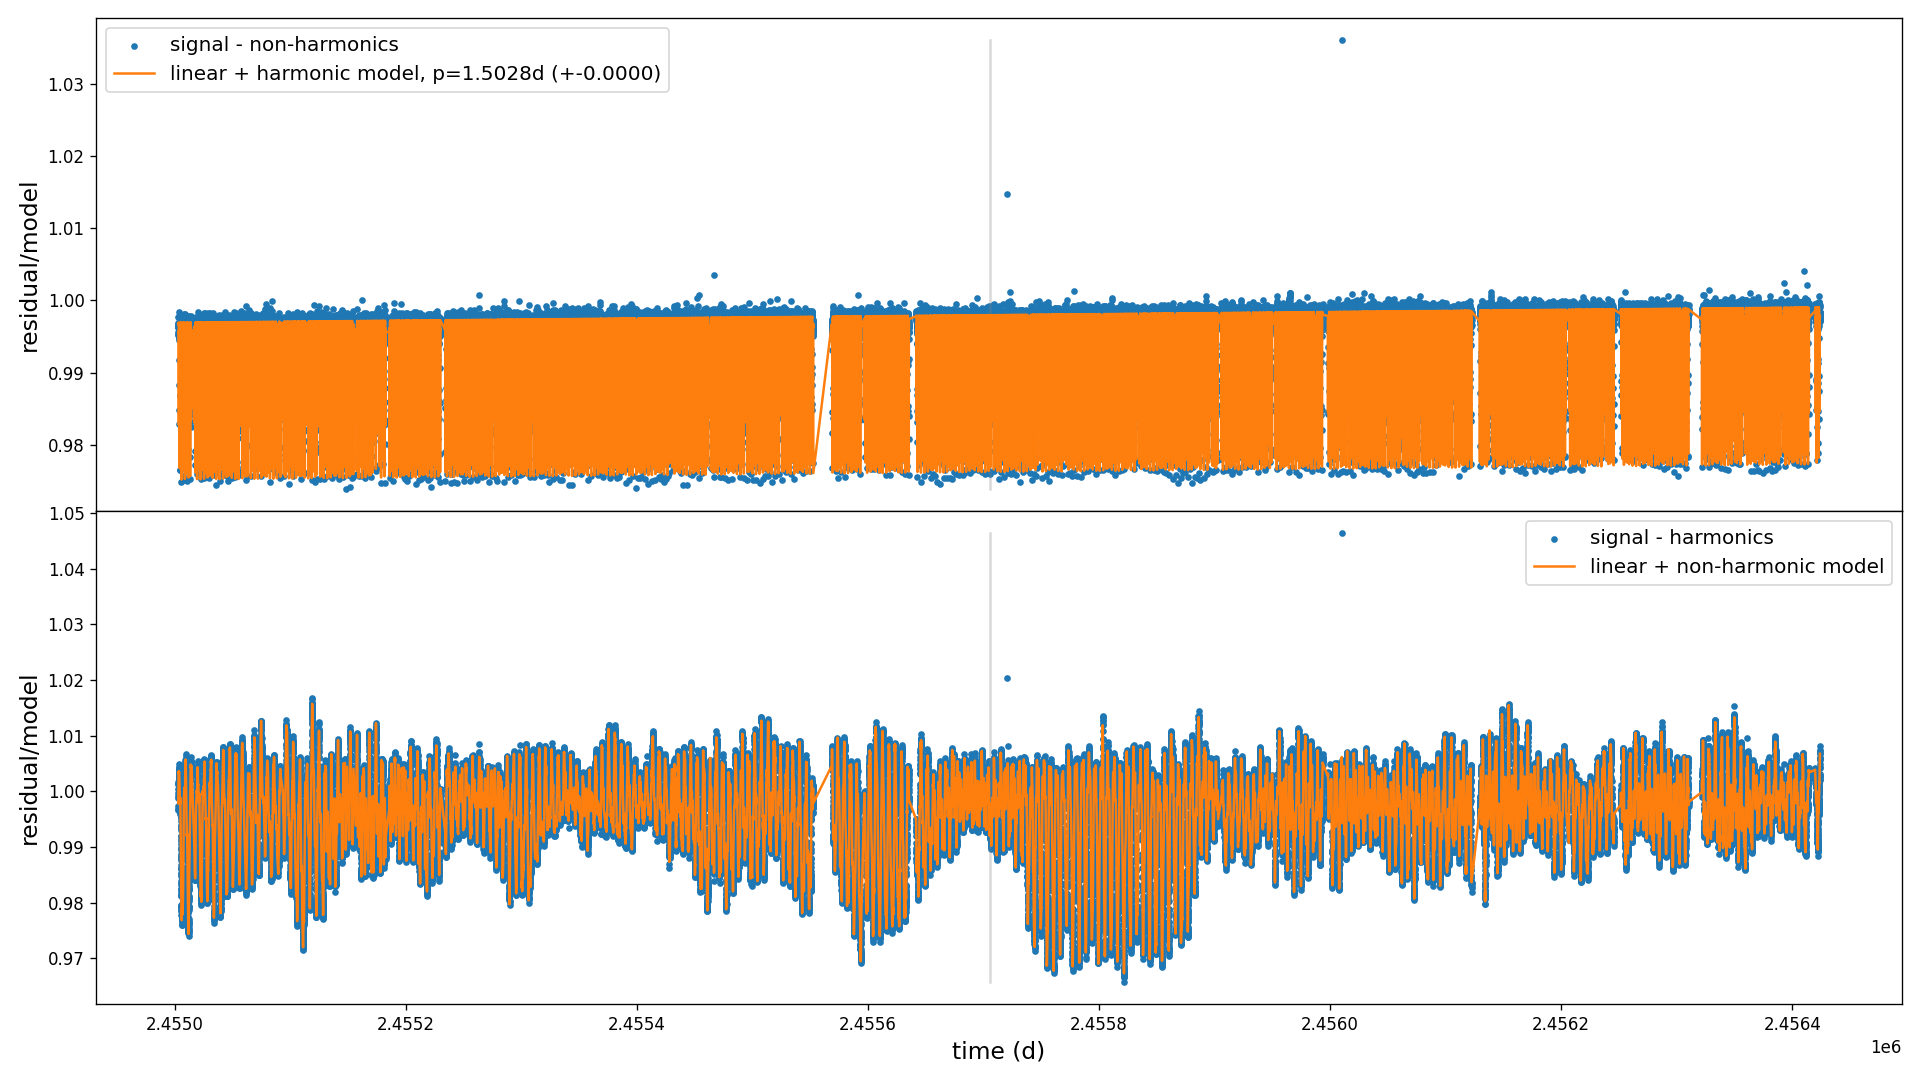 signal - non-harmonics
linear + harmonic model, p=1.5028d (+-0.0000)
residual/model
1.03
1.02
1.01
1.00
0.99
0.98
signal - harmonics
linear + non-harmonic model
residual/model
1.05
1.04
1.03
1.02
1.01
1.00
0.99
0.98
0.97
2.4550 2.4552 2.4554 2.4556 2.4558 2.4560 2.4562 2.4564
1e6
time (d)